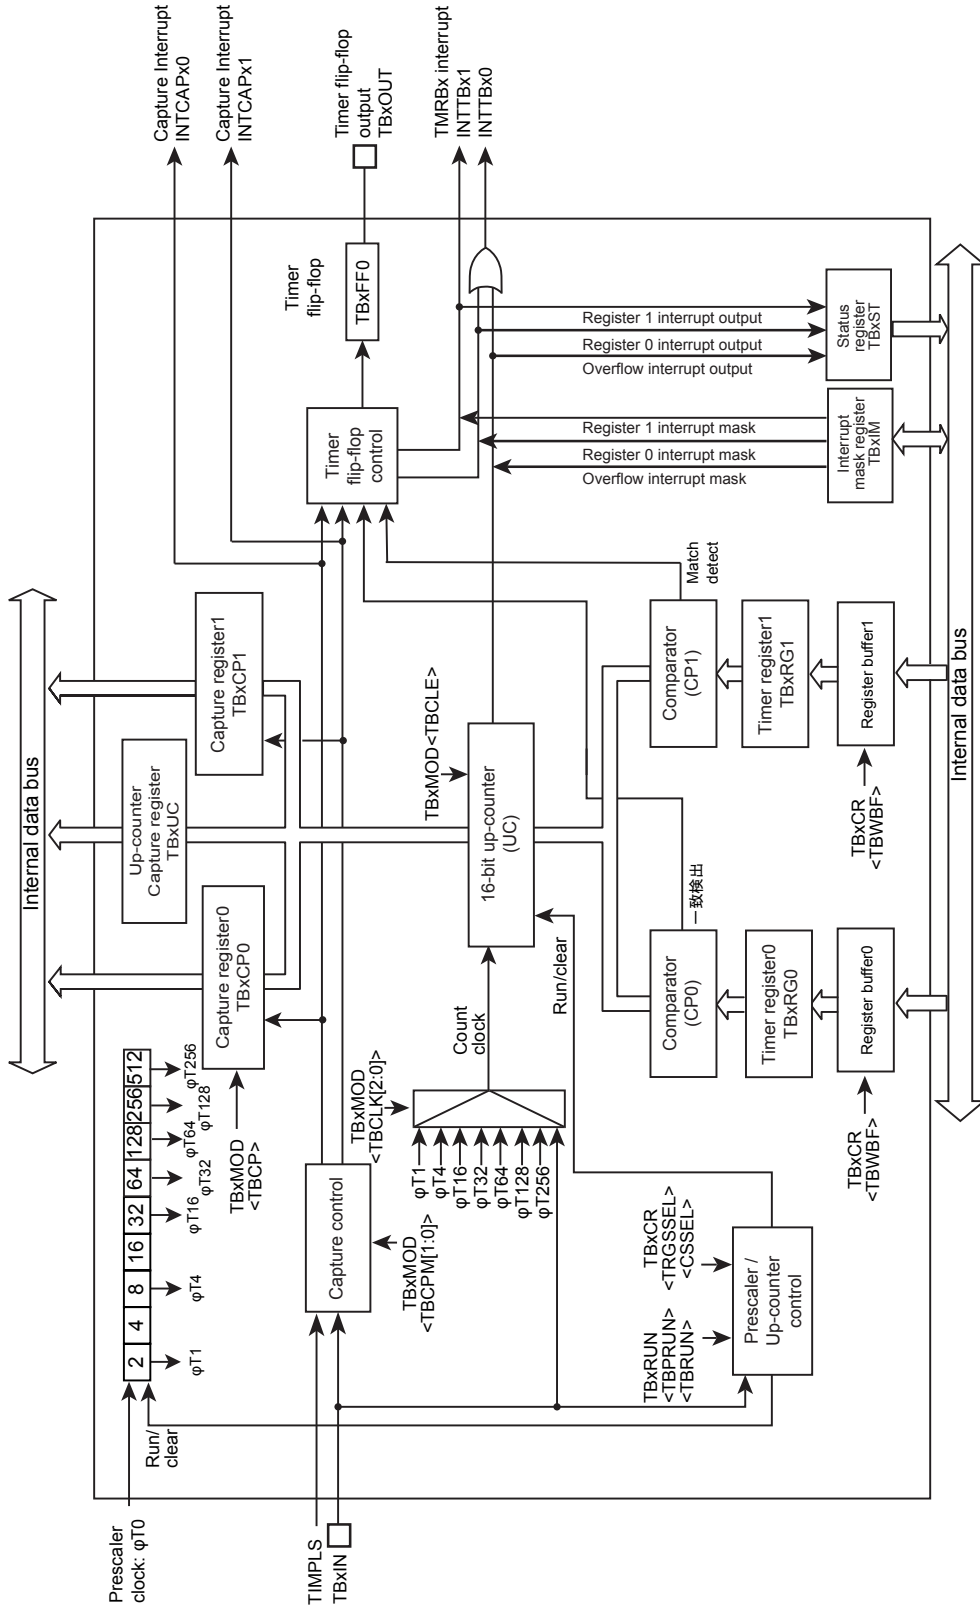 Internal data bus
Prescaler
clock: φT0
Run/
clear
2
4
8
16
32
64
128
256
512
φT1
φT4
φT16
φT32
φT64
φT128
φT256
TBxMOD
<TBCP>
Capture register0
TBxCP0
Up-counter
Capture register
TBxUC
Capture register1
TBxCP1
Capture Interrupt
INTCAPx0
Capture Interrupt
INTCAPx1
TIMPLS
TBxIN
Capture control
TBxMOD
<TBCPM[1:0]>
Timer
flip-flop
control
Timer
flip-flop
TBxFF0
Timer flip-flop
output
TBxOUT
TBxMOD
<TBCLK[2:0]>
φT1
φT4
φT16
φT32
φT64
φT128
φT256
Count
clock
TBxMOD<TBCLE>
16-bit up-counter
(UC)
Run/clear
TMRBx interrupt
INTTBx1
INTTBx0
Register 1 interrupt output
Register 0 interrupt output
Overflow interrupt output
Register 1 interrupt mask
Register 0 interrupt mask
Overflow interrupt mask
TBxRUN
<TBPRUN>
<TBRUN>
TBxCR
<TRGSSEL>
<CSSEL>
Prescaler /
Up-counter
control
Comparator
(CP0)
一致検出
Comparator
(CP1)
Match
detect
Timer register0
TBxRG0
Timer register1
TBxRG1
Register buffer0
Register buffer1
TBxCR
<TBWBF>
TBxCR
<TBWBF>
Interrupt
mask register
TBxIM
Status
register
TBxST
Internal data bus